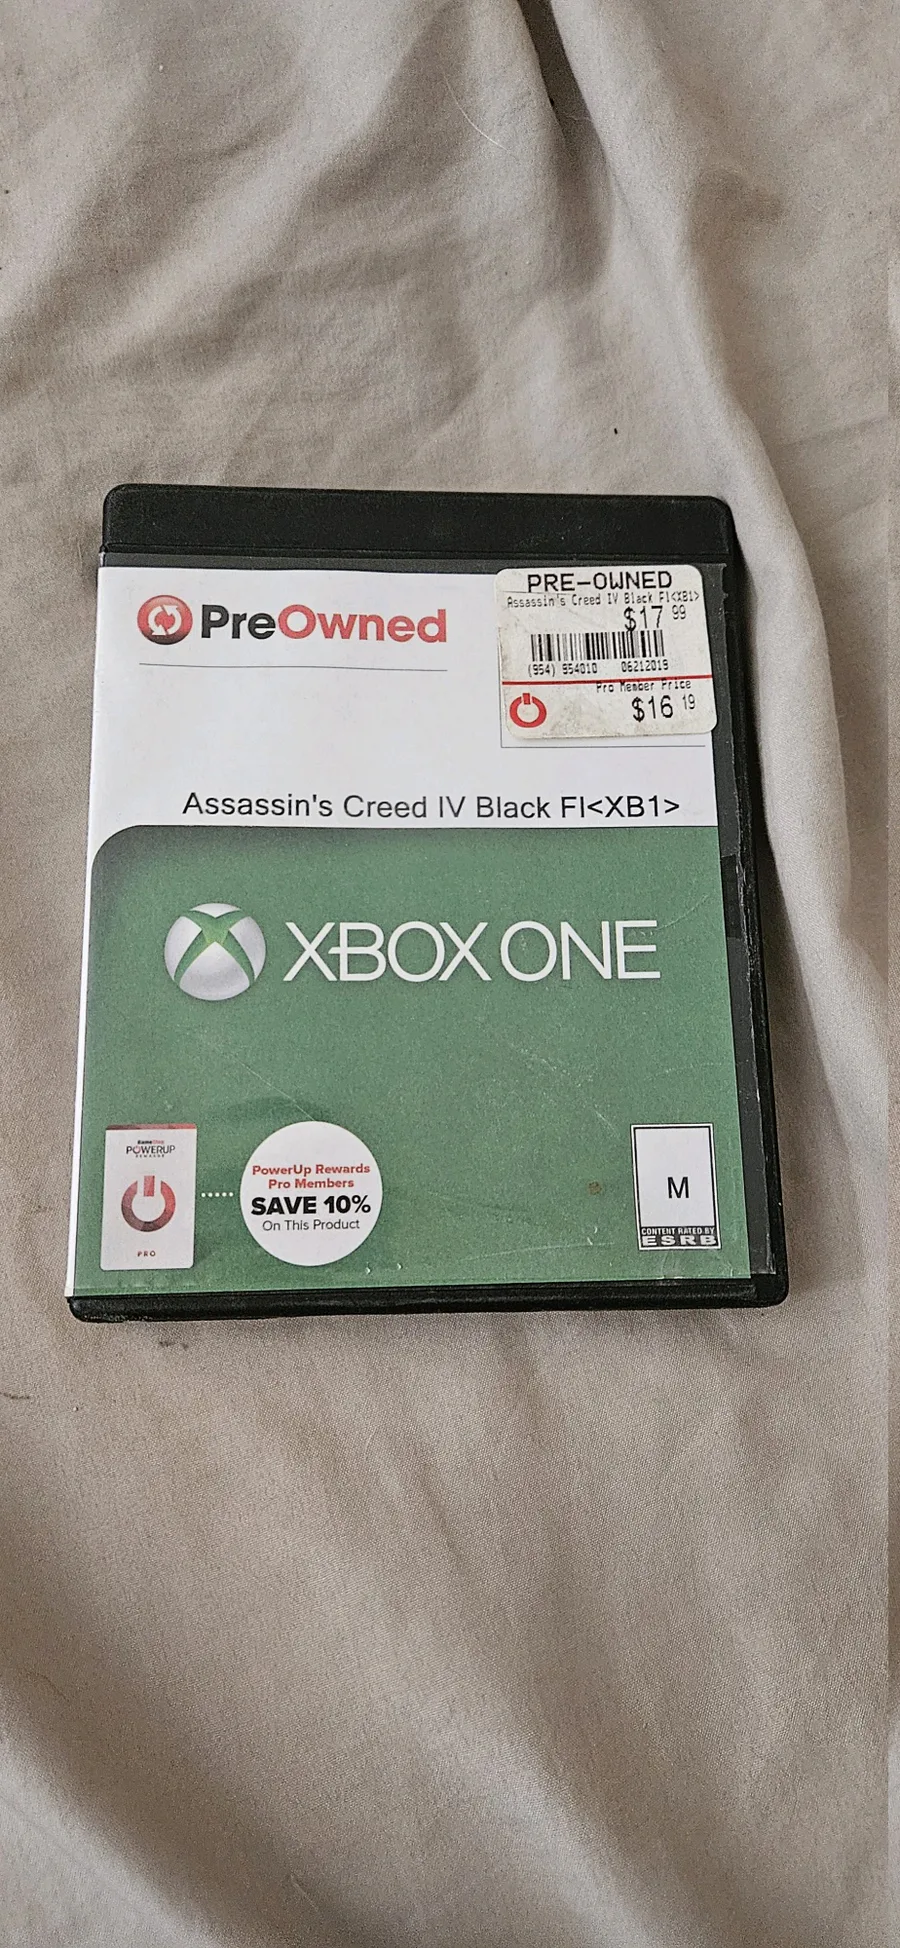 PreOwned
PRE-OWNED
Assassin's Creed IV Black Fl<XB1>
$17 99
(954) 954010 06212019
Pro Member Price
$16 19
Assassin's Creed IV Black Fl<XB1>
XBOX ONE
GameStop
POWERUP
REWARDS
PRO
PowerUp Rewards
Pro Members
SAVE 10%
On This Product
M
CONTENT RATED BY
ESRB